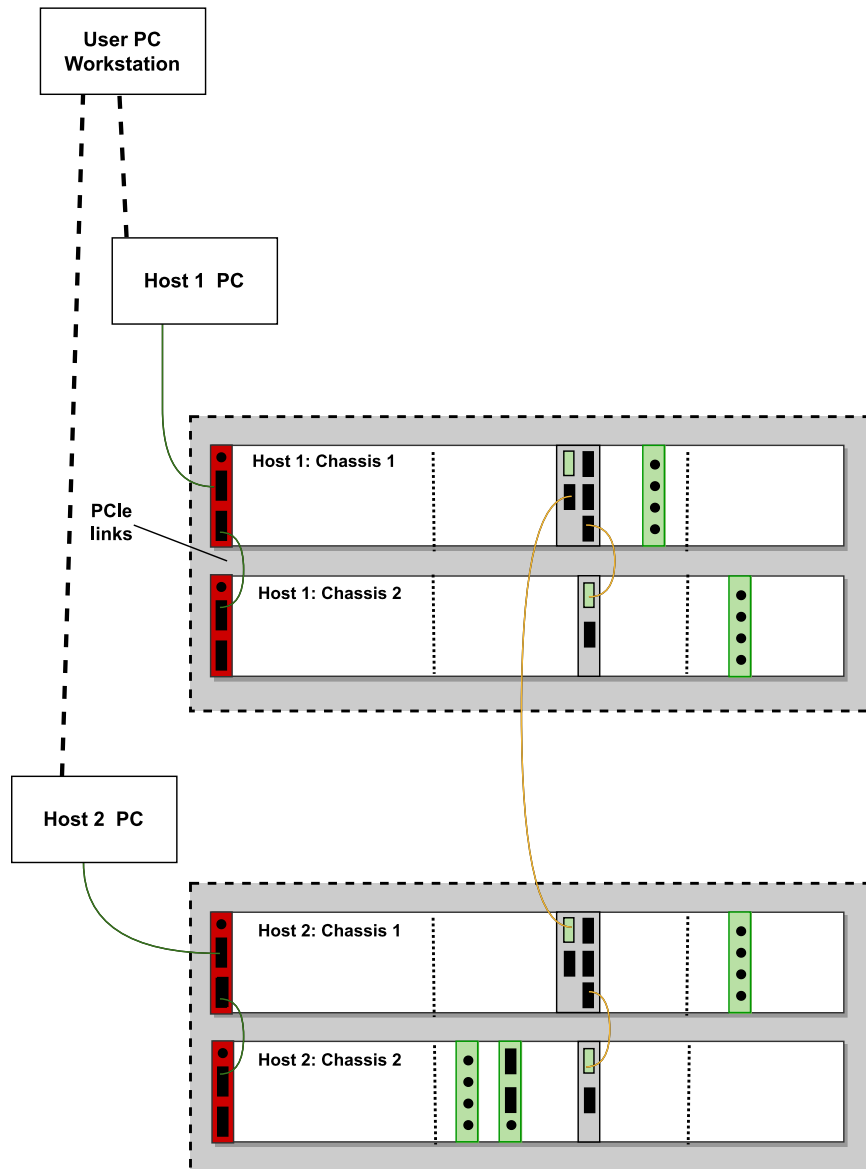 User PC
Workstation
Host 1 PC
Host 1: Chassis 1
PCIe
links
Host 1: Chassis 2
Host 2 PC
Host 2: Chassis 1
Host 2: Chassis 2